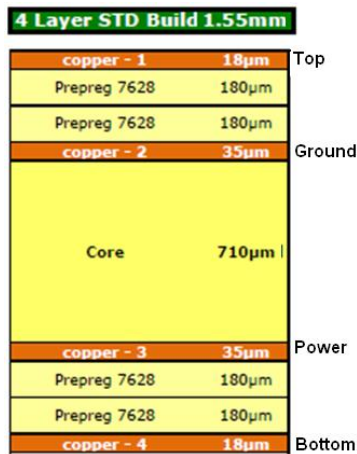 4 Layer STD Build 1.55mm
copper - 1 18µm Top
Prepreg 7628 180µm
Prepreg 7628 180µm
copper - 2 35µm Ground
Core 710µm
copper - 3 35µm Power
Prepreg 7628 180µm
Prepreg 7628 180µm
copper - 4 18µm Bottom